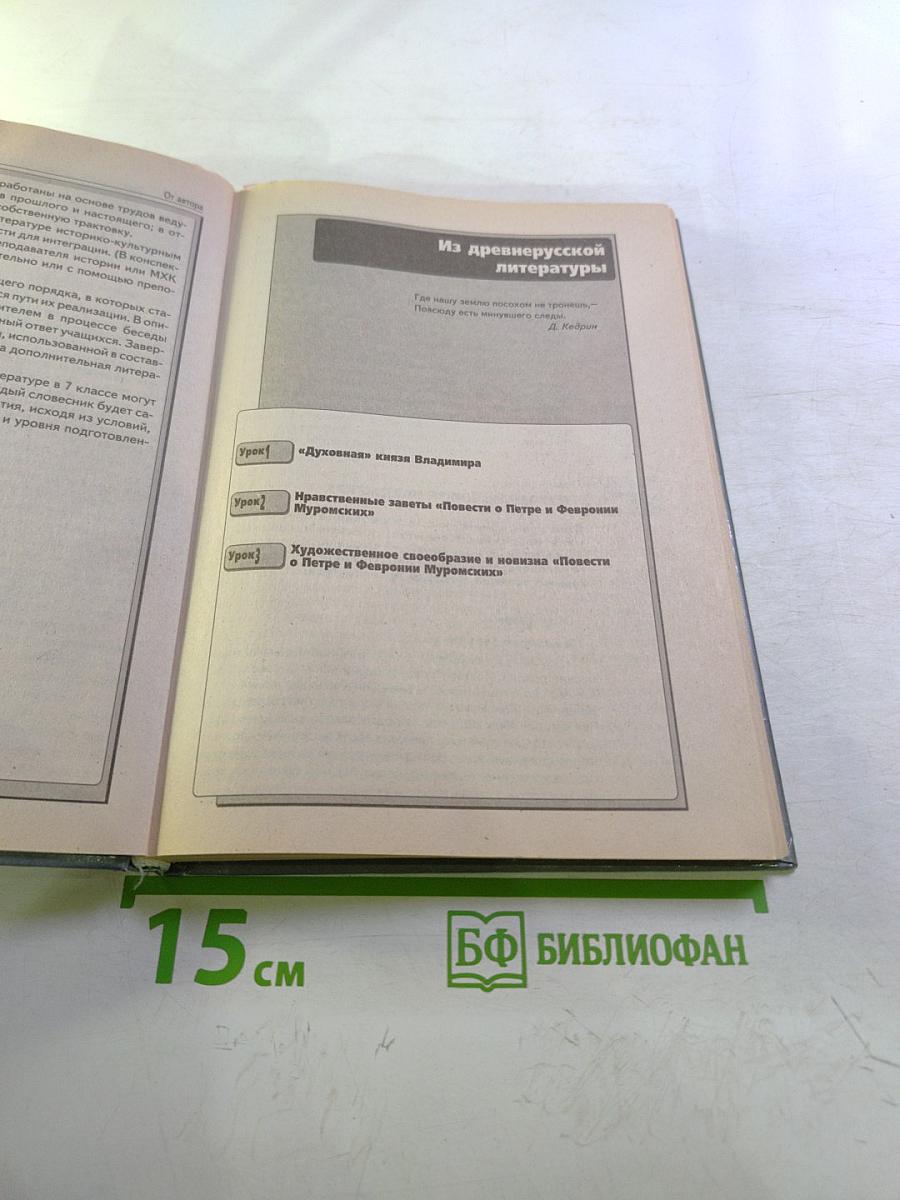 От автора
работаны на основе трудов веду-
в прошлого и настоящего; в от-
собственную трактовку.
тературе историко-культурным
сти для интеграции. (В конспек-
еподавателя истории или МХК
тельно или с помощью препо-
щего порядка, в которых ста-
ся пути их реализации. В опи-
ителем в процессе беседы
ный ответ учащихся. Завер-
и, использованной в состав-
а дополнительная литера-
ературе в 7 классе могут
ждый словесник будет са-
тия, исходя из условий,
и уровня подготовлен-
Из древнерусской
литературы
Где нашу землю посохом не тронешь,—
Повсюду есть минувшего следы.
Д. Кедрин
Урок 1 «Духовная» князя Владимира
Урок 2 Нравственные заветы «Повести о Петре и Февронии
Муромских»
Урок 3 Художественное своеобразие и новизна «Повести
о Петре и Февронии Муромских»
15 см
БФ БИБЛИОФАН